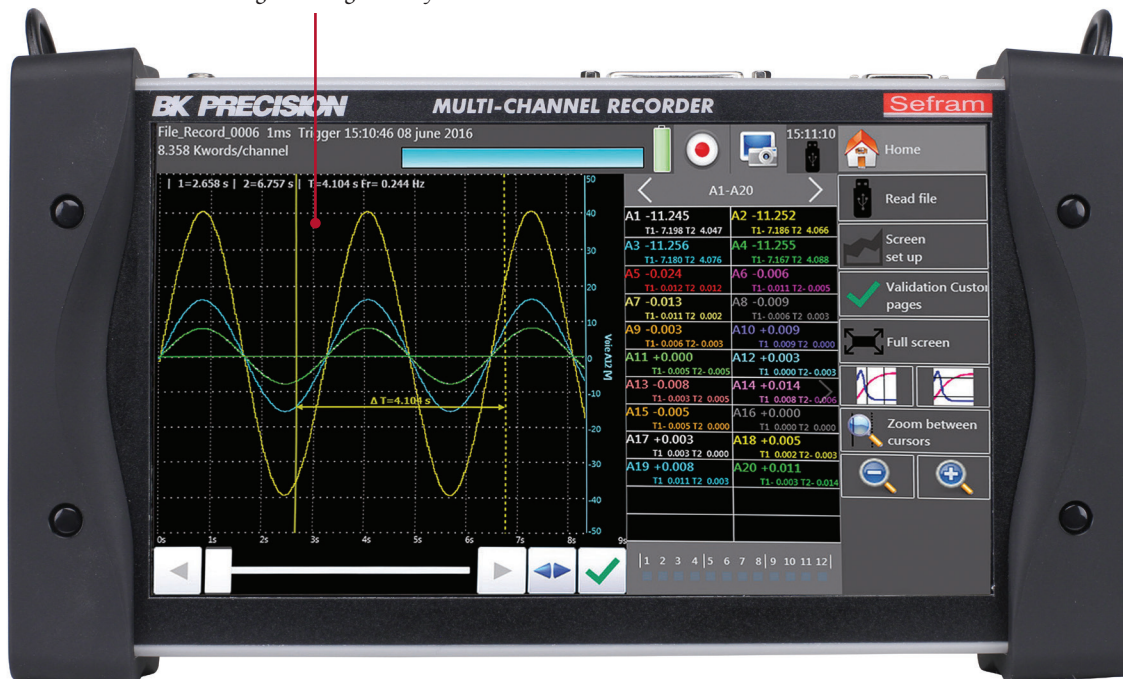 BK PRECISION
MULTI-CHANNEL RECORDER
Sefram
File_Record_0006 1ms Trigger 15:10:46 08 june 2016
8.358 Kwords/channel
15:11:10
Home
| 1=2.658 s | 2=6.757 s | T=4.104 s Fr= 0.244 Hz
50
40
30
20
10
0
-10
-20
-30
-40
-50
VoieA12 M
Δ T=4.104 s
0s 1s 2s 3s 4s 5s 6s 7s 8s 9s
A1-A20
A1 -11.245 A2 -11.252
T1- 7.198 T2 4.047 T1- 7.186 T2 4.066
A3 -11.256 A4 -11.255
T1- 7.180 T2 4.076 T1- 7.167 T2 4.088
A5 -0.024 A6 -0.006
T1- 0.012 T2 0.012 T1- 0.011 T2- 0.005
A7 -0.013 A8 -0.009
T1- 0.011 T2 0.002 T1- 0.006 T2 0.003
A9 -0.003 A10 +0.009
T1- 0.006 T2- 0.003 T1 0.009 T2 0.000
A11 +0.000 A12 +0.003
T1- 0.005 T2 0.005 T1 0.000 T2- 0.003
A13 -0.008 A14 +0.014
T1- 0.003 T2 0.005 T1 0.008 T2- 0.006
A15 -0.005 A16 +0.000
T1- 0.005 T2 0.000 T1 0.000 T2 0.000
A17 +0.003 A18 +0.005
T1 0.003 T2 0.000 T1 0.002 T2- 0.003
A19 +0.008 A20 +0.011
T1 0.011 T2 0.003 T1- 0.003 T2- 0.014
|1 2 3 4|5 6 7 8|9 10 11 12|
Read file
Screen
set up
Validation Custom
pages
Full screen
Zoom between
cursors